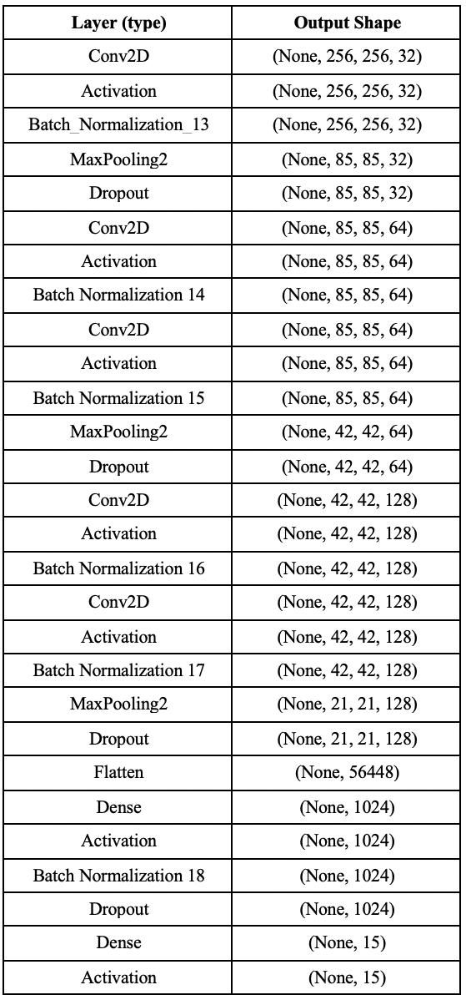 Layer (type) Output Shape
Conv2D (None, 256, 256, 32)
Activation (None, 256, 256, 32)
Batch_Normalization_13 (None, 256, 256, 32)
MaxPooling2 (None, 85, 85, 32)
Dropout (None, 85, 85, 32)
Conv2D (None, 85, 85, 64)
Activation (None, 85, 85, 64)
Batch Normalization 14 (None, 85, 85, 64)
Conv2D (None, 85, 85, 64)
Activation (None, 85, 85, 64)
Batch Normalization 15 (None, 85, 85, 64)
MaxPooling2 (None, 42, 42, 64)
Dropout (None, 42, 42, 64)
Conv2D (None, 42, 42, 128)
Activation (None, 42, 42, 128)
Batch Normalization 16 (None, 42, 42, 128)
Conv2D (None, 42, 42, 128)
Activation (None, 42, 42, 128)
Batch Normalization 17 (None, 42, 42, 128)
MaxPooling2 (None, 21, 21, 128)
Dropout (None, 21, 21, 128)
Flatten (None, 56448)
Dense (None, 1024)
Activation (None, 1024)
Batch Normalization 18 (None, 1024)
Dropout (None, 1024)
Dense (None, 15)
Activation (None, 15)